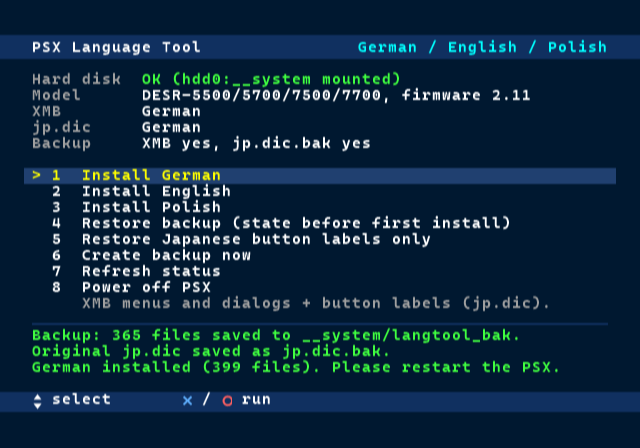 PSX Language Tool German / English / Polish
Hard disk OK (hdd0:__system mounted)
Model DESR-5500/5700/7500/7700, firmware 2.11
XMB German
jp.dic German
Backup XMB yes, jp.dic.bak yes
> 1 Install German
2 Install English
3 Install Polish
4 Restore backup (state before first install)
5 Restore Japanese button labels only
6 Create backup now
7 Refresh status
8 Power off PSX
XMB menus and dialogs + button labels (jp.dic).
Backup: 365 files saved to __system/langtool_bak.
Original jp.dic saved as jp.dic.bak.
German installed (399 files). Please restart the PSX.
select × / ○ run